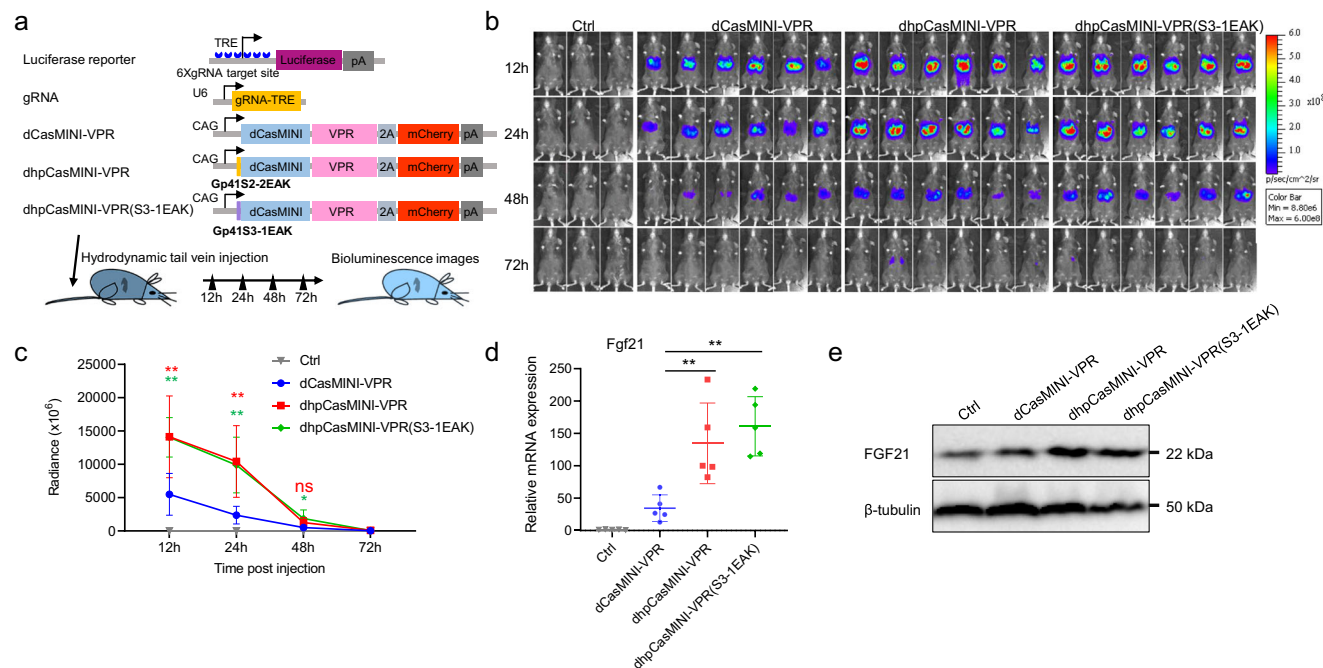 a
TRE
Luciferase reporter
Luciferase
pA
6XgRNA target site
U6
gRNA
gRNA-TRE
CAG
dCasMINI-VPR
dCasMINI
VPR
2A
mCherry
pA
CAG
dhpCasMINI-VPR
dCasMINI
VPR
2A
mCherry
pA
Gp41S2-2EAK
CAG
dhpCasMINI-VPR(S3-1EAK)
dCasMINI
VPR
2A
mCherry
pA
Gp41S3-1EAK
Hydrodynamic tail vein injection
Bioluminescence images
12h 24h 48h 72h
b
Ctrl dCasMINI-VPR dhpCasMINI-VPR dhpCasMINI-VPR(S3-1EAK)
12h
24h
48h
72h
6.0
4.0
3.0
2.0
1.0
p/sec/cm^2/sr
Color Bar
Min = 8.80e6
Max = 6.00e8
c
Ctrl
dCasMINI-VPR
dhpCasMINI-VPR
dhpCasMINI-VPR(S3-1EAK)
25000
20000
15000
10000
5000
0
Radiance (x10⁶)
**
**
**
**
ns
*
12h 24h 48h 72h
Time post injection
d
Fgf21
**
**
250
200
150
100
50
0
Relative mRNA expression
Ctrl
dCasMINI-VPR
dhpCasMINI-VPR
dhpCasMINI-VPR(S3-1EAK)
e
Ctrl
dCasMINI-VPR
dhpCasMINI-VPR
dhpCasMINI-VPR(S3-1EAK)
FGF21
22 kDa
β-tubulin
50 kDa